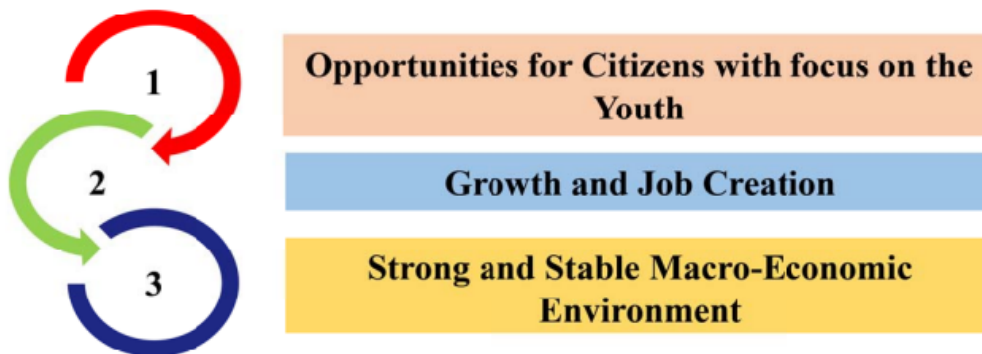 1
Opportunities for Citizens with focus on the
Youth
2
Growth and Job Creation
3
Strong and Stable Macro-Economic
Environment